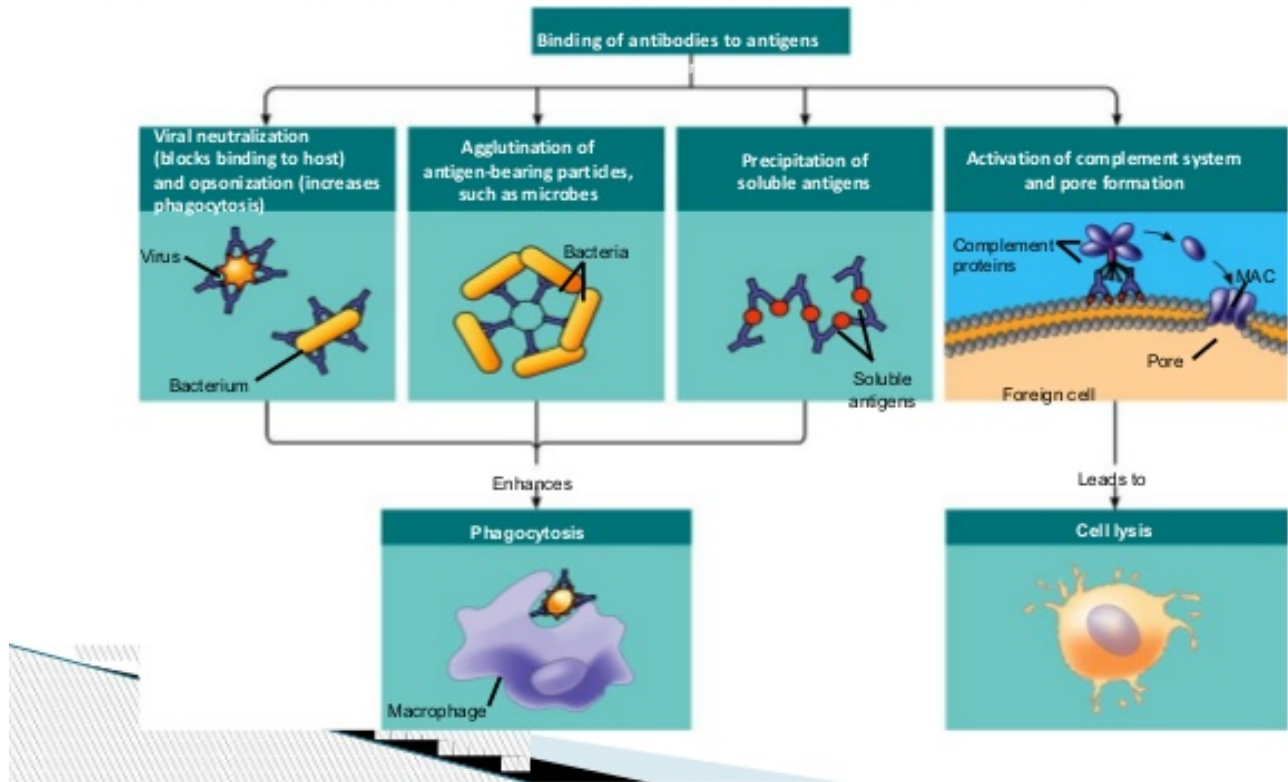 Binding of antibodies to antigens
Viral neutralization
(blocks binding to host)
and opsonization (increases
phagocytosis)
Agglutination of
antigen-bearing particles,
such as microbes
Precipitation of
soluble antigens
Activation of complement system
and pore formation
Virus
Bacterium
Bacteria
Soluble
antigens
Complement
proteins
MAC
Pore
Foreign cell
Enhances
Leads to
Phagocytosis
Macrophage
Cell lysis